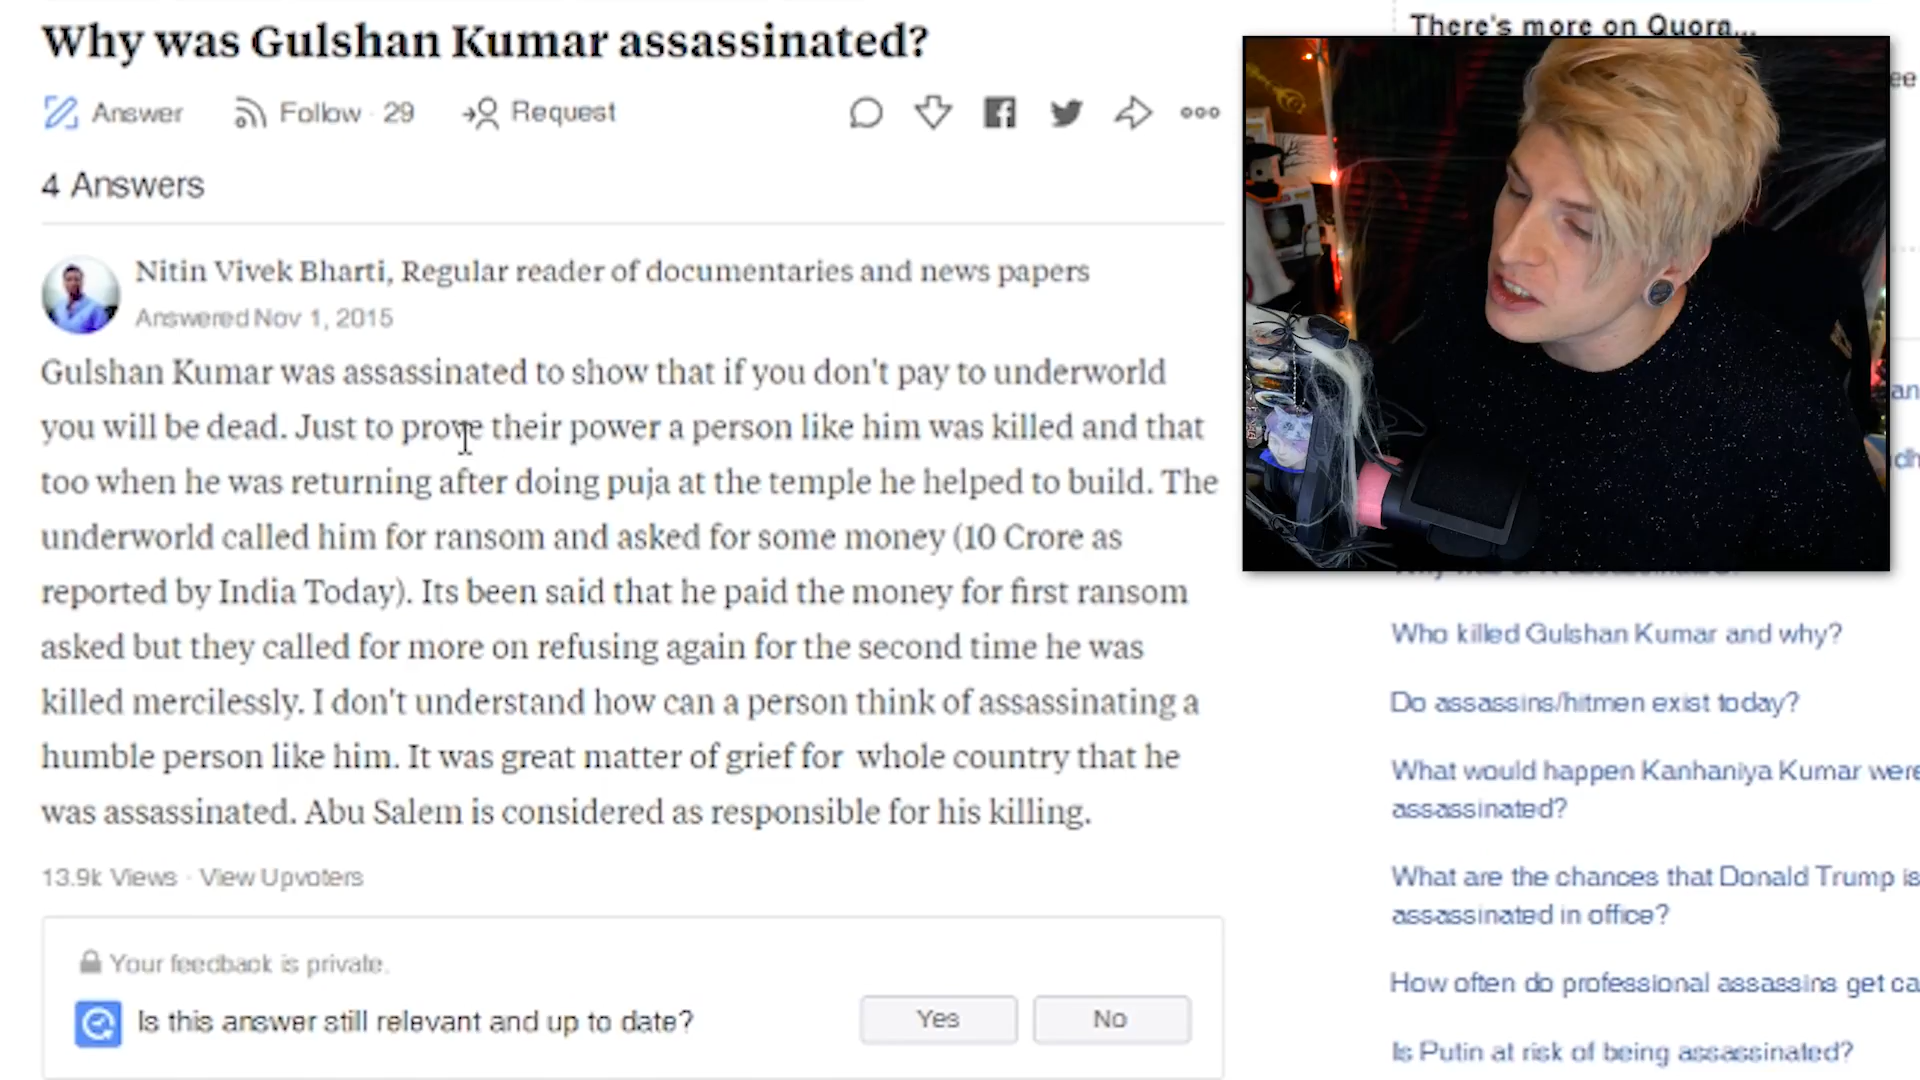 Why was Gulshan Kumar assassinated?
There's more on Quora...
Answer
Follow · 29
Request
4 Answers
Nitin Vivek Bharti, Regular reader of documentaries and news papers
Answered Nov 1, 2015
Gulshan Kumar was assassinated to show that if you don't pay to underworld
you will be dead. Just to prove their power a person like him was killed and that
too when he was returning after doing puja at the temple he helped to build. The
underworld called him for ransom and asked for some money (10 Crore as
reported by India Today). Its been said that he paid the money for first ransom
asked but they called for more on refusing again for the second time he was
killed mercilessly. I don't understand how can a person think of assassinating a
humble person like him. It was great matter of grief for whole country that he
was assassinated. Abu Salem is considered as responsible for his killing.
13.9k Views · View Upvoters
Your feedback is private.
Is this answer still relevant and up to date?
Yes
No
Who killed Gulshan Kumar and why?
Do assassins/hitmen exist today?
What would happen Kanhaniya Kumar were
assassinated?
What are the chances that Donald Trump is
assassinated in office?
How often do professional assassins get ca
Is Putin at risk of being assassinated?